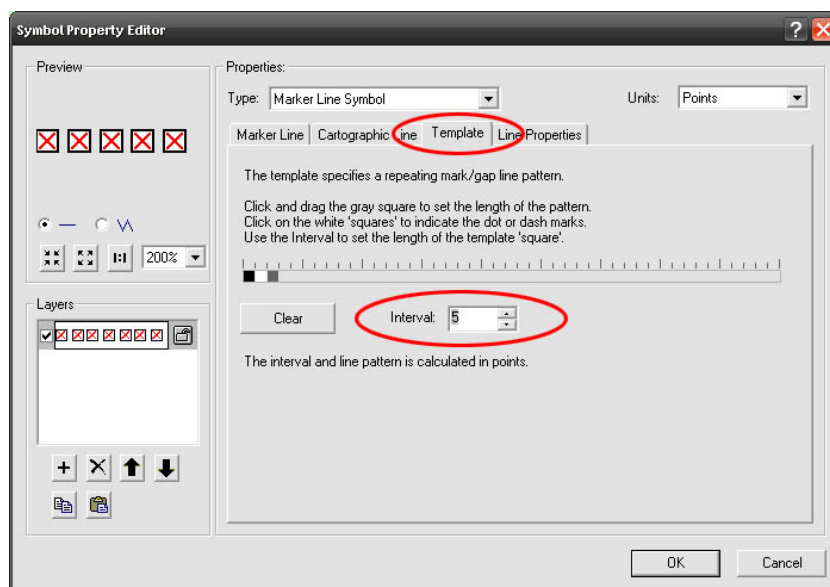 Symbol Property Editor
Preview
200%
Layers
Properties:
Type: Marker Line Symbol
Units: Points
Marker Line Cartographic Line Template Line Properties
The template specifies a repeating mark/gap line pattern.
Click and drag the gray square to set the length of the pattern.
Click on the white 'squares' to indicate the dot or dash marks.
Use the Interval to set the length of the template 'square'.
Clear
Interval: 5
The interval and line pattern is calculated in points.
OK Cancel